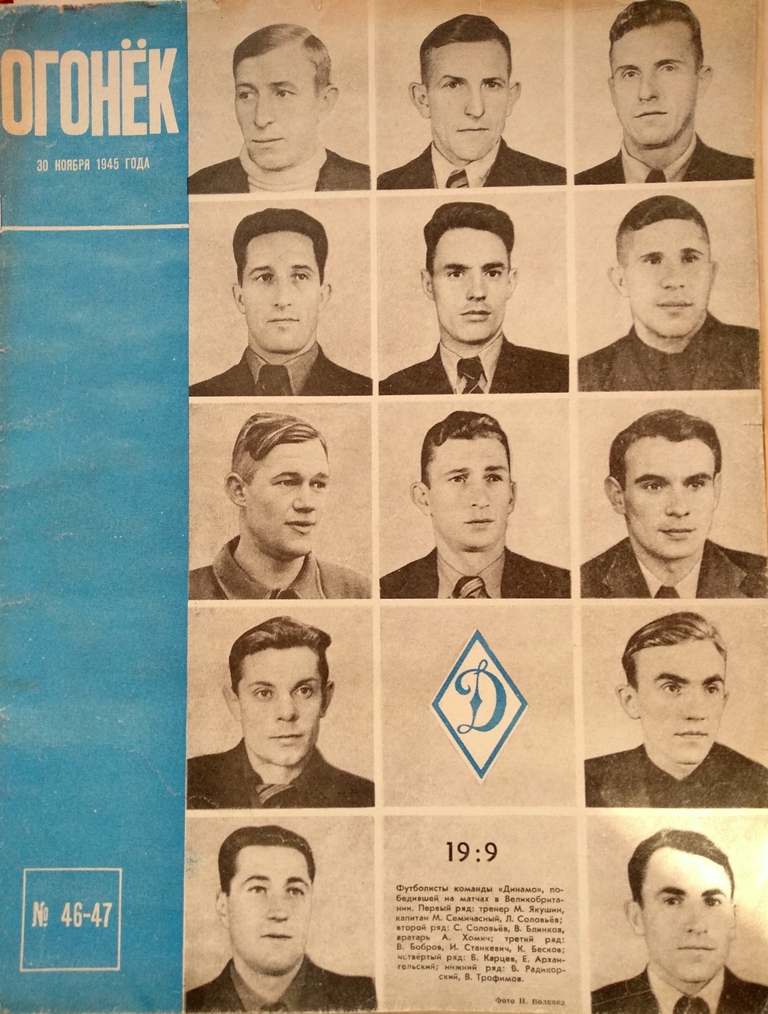 ОГОНЁК
30 НОЯБРЯ 1945 ГОДА
Д
19:9
Футболисты команды «Динамо», по-
бедившей на матчах в Великобрита-
нии. Первый ряд: тренер М. Якушин,
капитан М. Семичасный, Л. Соловьёв;
второй ряд: С. Соловьёв, В. Блинков,
вратарь А. Хомич; третий ряд:
В. Бобров, И. Станкевич, К. Бесков;
четвёртый ряд: В. Карцев, Е. Архан-
гельский; нижний ряд: В. Радикор-
ский, В. Трофимов.
Фото Н. Волкова
№ 46-47